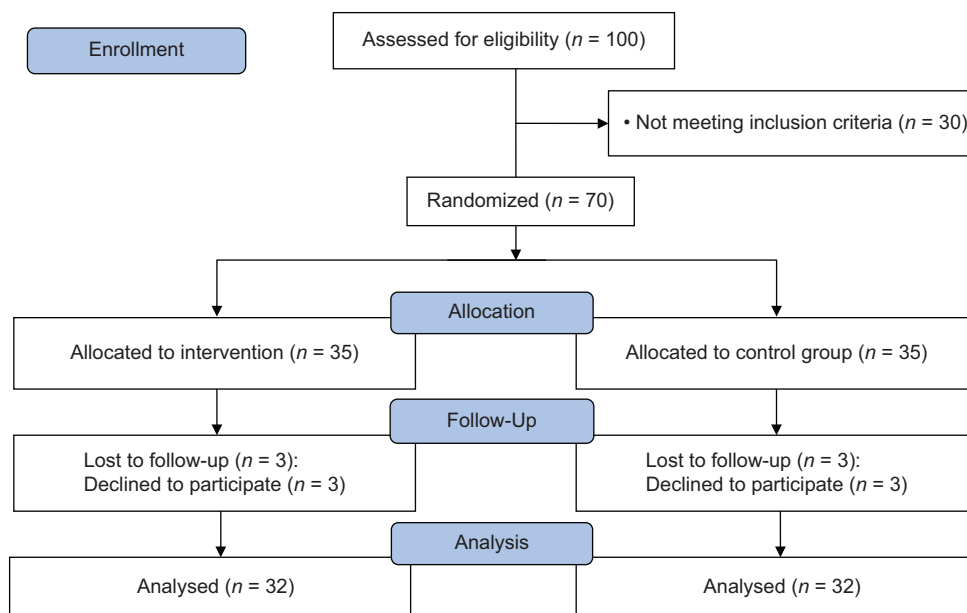 Enrollment
Assessed for eligibility (n = 100)
• Not meeting inclusion criteria (n = 30)
Randomized (n = 70)
Allocation
Allocated to intervention (n = 35)
Allocated to control group (n = 35)
Follow-Up
Lost to follow-up (n = 3):
Declined to participate (n = 3)
Lost to follow-up (n = 3):
Declined to participate (n = 3)
Analysis
Analysed (n = 32)
Analysed (n = 32)